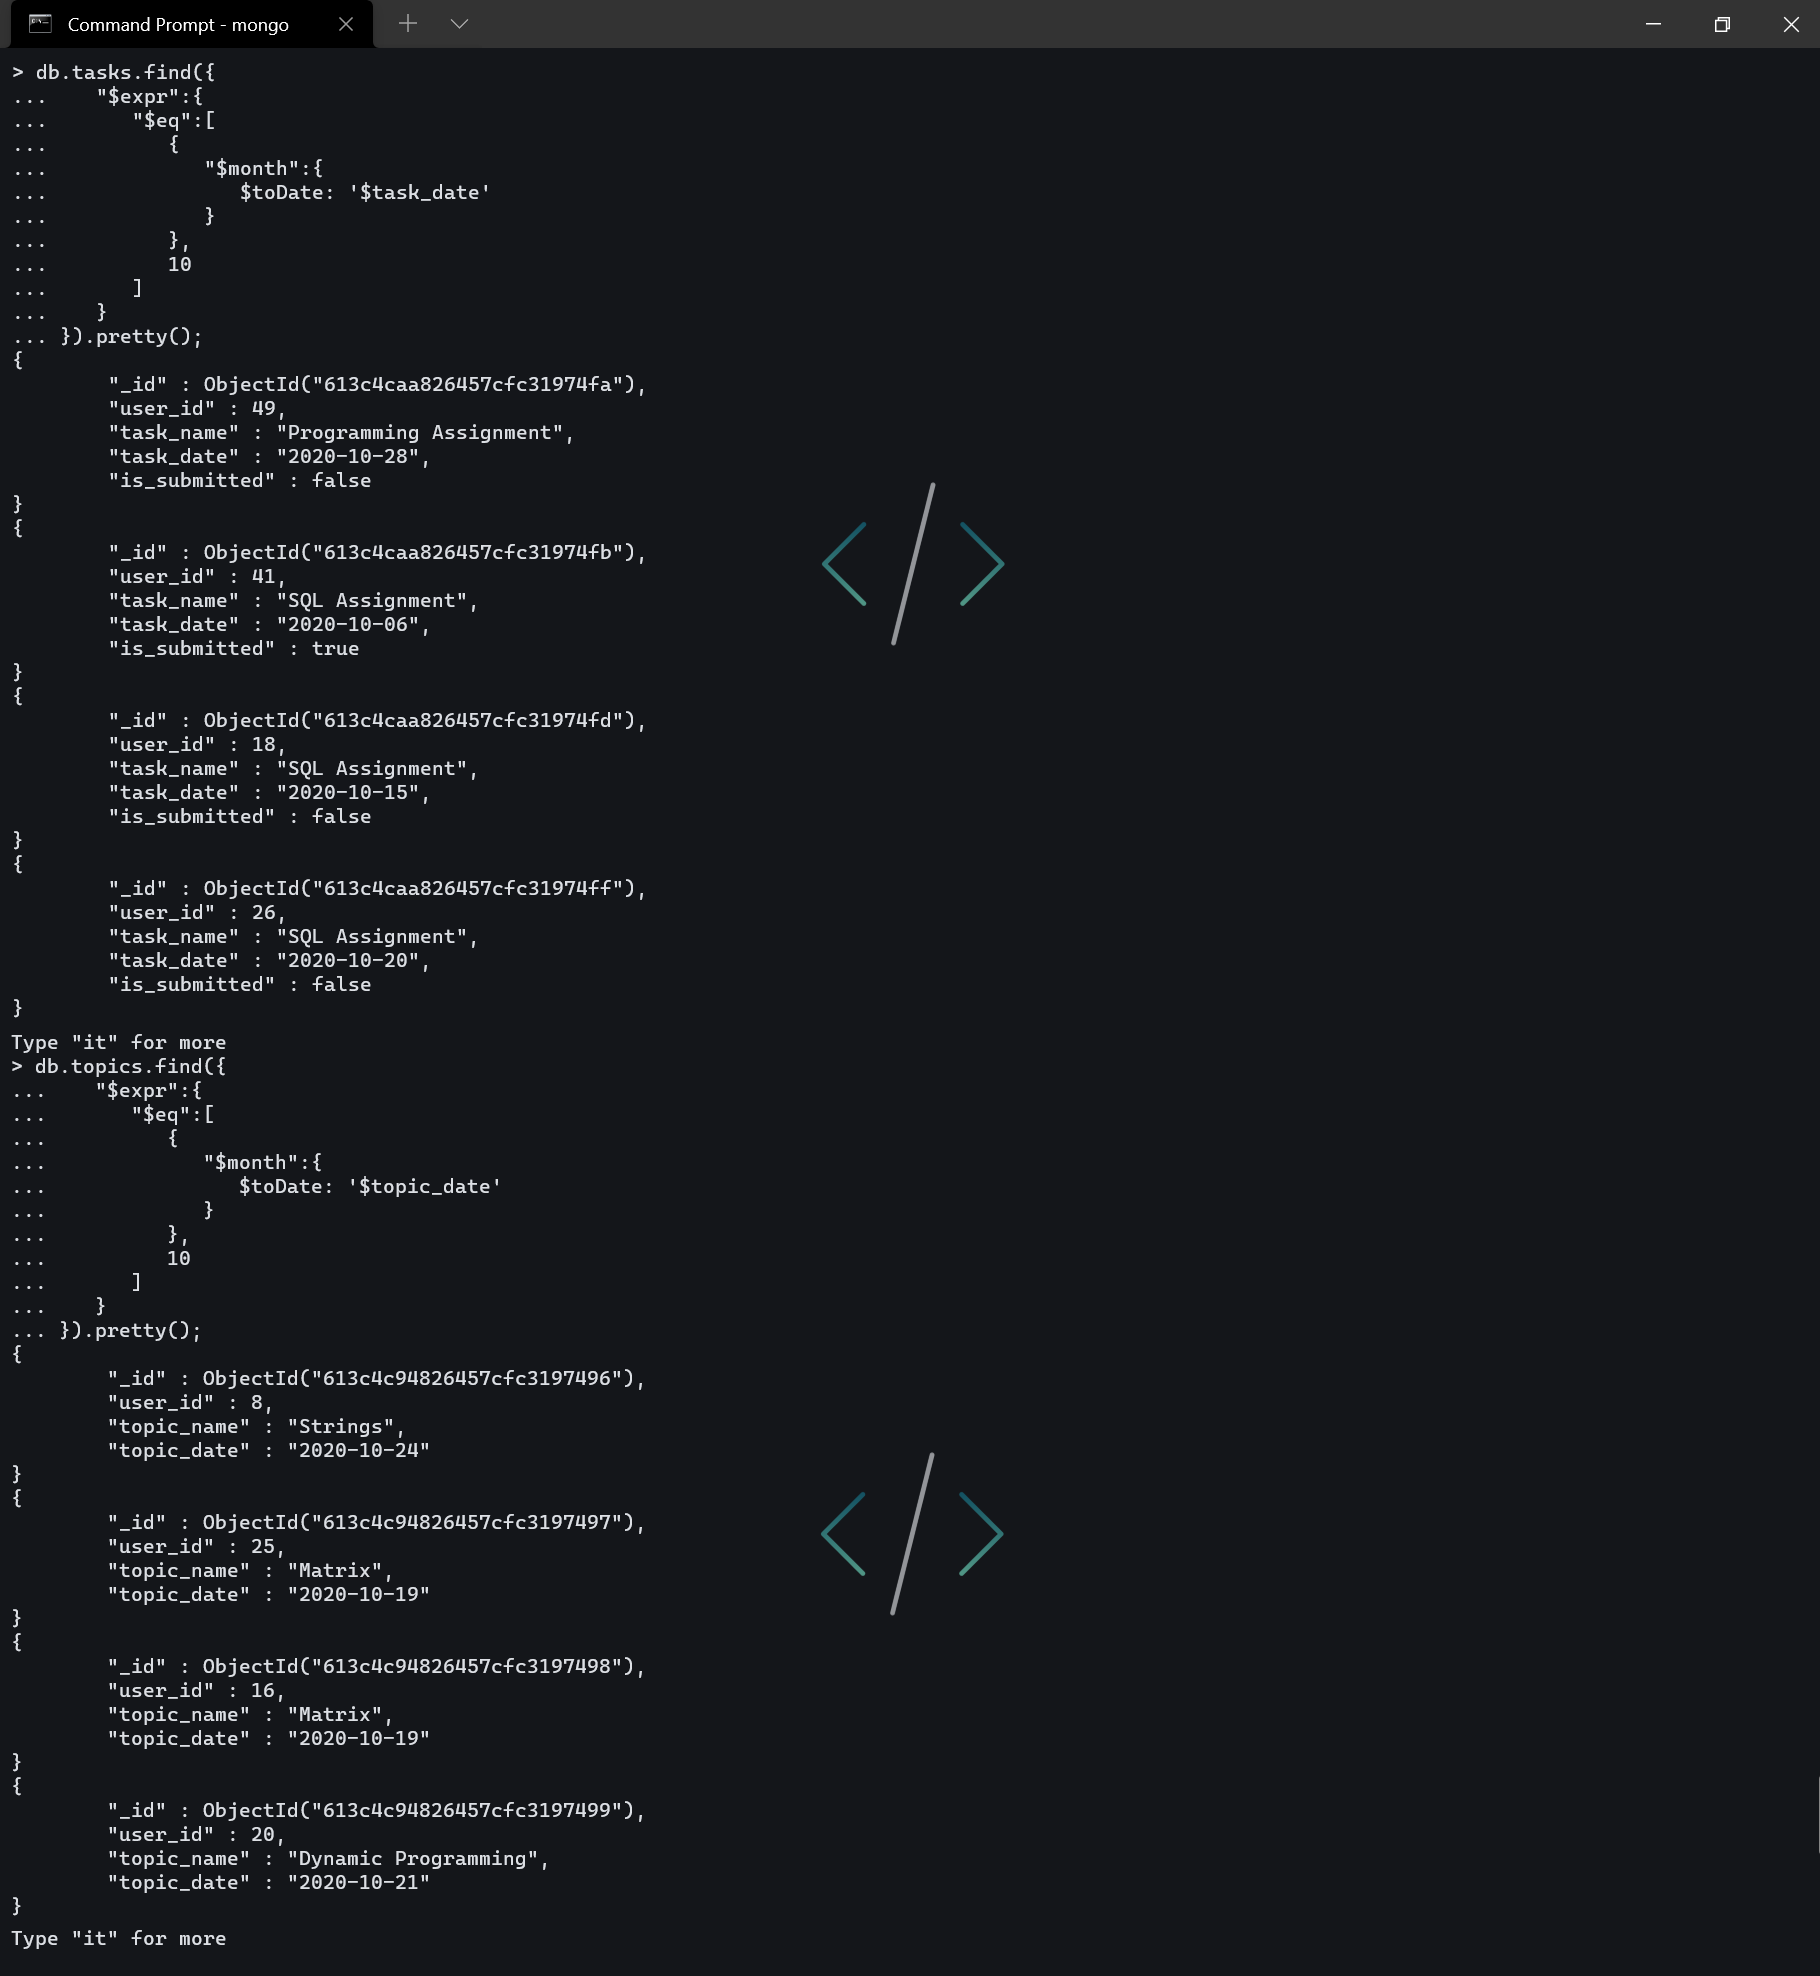 Command Prompt - mongo
> db.tasks.find({
...    "$expr":{
...       "$eq":[
...          {
...             "$month":{
...                $toDate: '$task_date'
...             }
...          },
...          10
...       ]
...    }
... }).pretty();
{
        "_id" : ObjectId("613c4caa826457cfc31974fa"),
        "user_id" : 49,
        "task_name" : "Programming Assignment",
        "task_date" : "2020-10-28",
        "is_submitted" : false
}
{
        "_id" : ObjectId("613c4caa826457cfc31974fb"),
        "user_id" : 41,
        "task_name" : "SQL Assignment",
        "task_date" : "2020-10-06",
        "is_submitted" : true
}
{
        "_id" : ObjectId("613c4caa826457cfc31974fd"),
        "user_id" : 18,
        "task_name" : "SQL Assignment",
        "task_date" : "2020-10-15",
        "is_submitted" : false
}
{
        "_id" : ObjectId("613c4caa826457cfc31974ff"),
        "user_id" : 26,
        "task_name" : "SQL Assignment",
        "task_date" : "2020-10-20",
        "is_submitted" : false
}
Type "it" for more
> db.topics.find({
...    "$expr":{
...       "$eq":[
...          {
...             "$month":{
...                $toDate: '$topic_date'
...             }
...          },
...          10
...       ]
...    }
... }).pretty();
{
        "_id" : ObjectId("613c4c94826457cfc3197496"),
        "user_id" : 8,
        "topic_name" : "Strings",
        "topic_date" : "2020-10-24"
}
{
        "_id" : ObjectId("613c4c94826457cfc3197497"),
        "user_id" : 25,
        "topic_name" : "Matrix",
        "topic_date" : "2020-10-19"
}
{
        "_id" : ObjectId("613c4c94826457cfc3197498"),
        "user_id" : 16,
        "topic_name" : "Matrix",
        "topic_date" : "2020-10-19"
}
{
        "_id" : ObjectId("613c4c94826457cfc3197499"),
        "user_id" : 20,
        "topic_name" : "Dynamic Programming",
        "topic_date" : "2020-10-21"
}
Type "it" for more